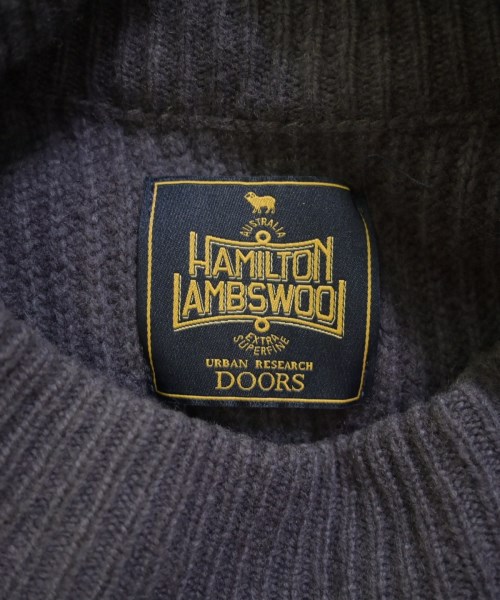 AUSTRALIA
HAMILTON
LAMBSWOOL
EXTRA
SUPERFINE
URBAN RESEARCH
DOORS